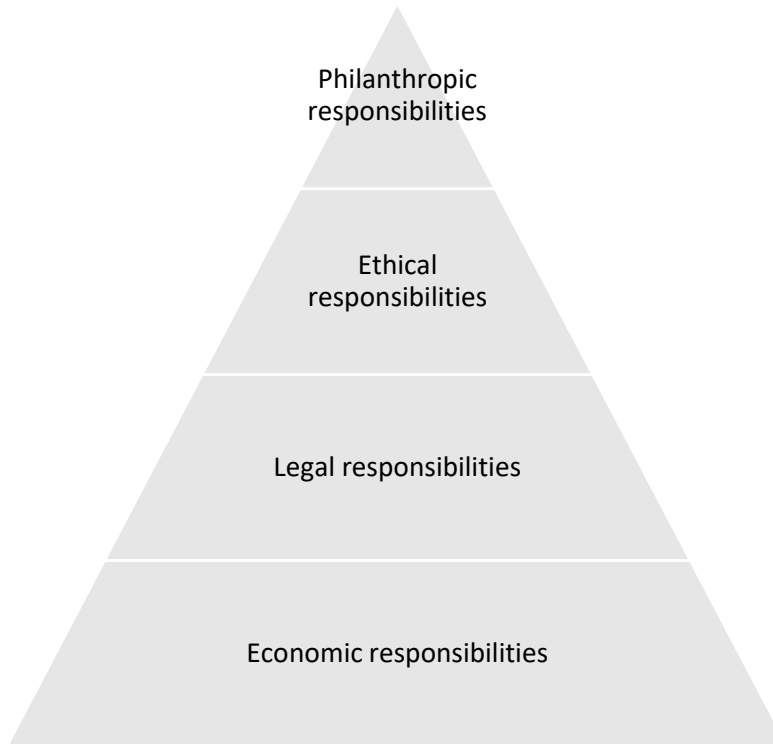 Philanthropic
responsibilities
Ethical
responsibilities
Legal responsibilities
Economic responsibilities